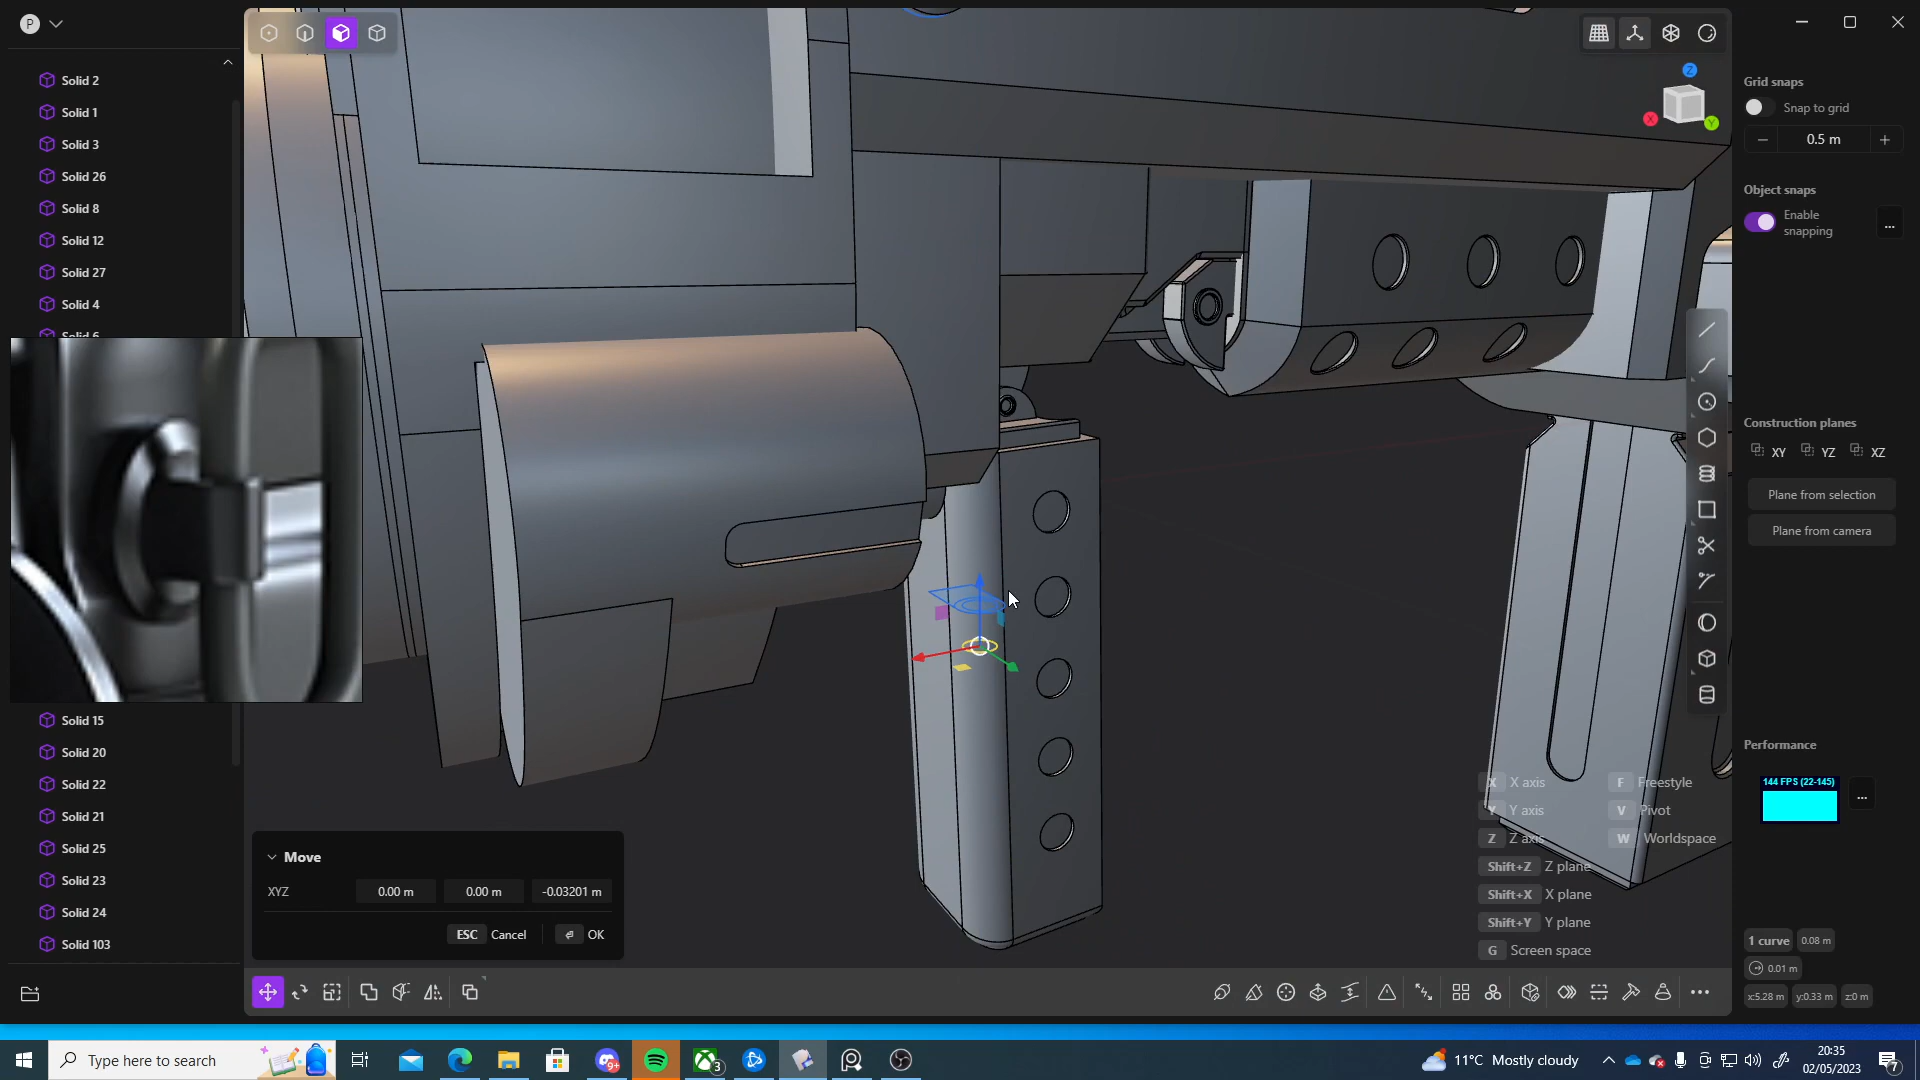 P
Solid 2
Solid 1
Solid 3
Solid 26
Solid 8
Solid 12
Solid 27
Solid 4
Solid 15
Solid 20
Solid 22
Solid 21
Solid 25
Solid 23
Solid 24
Solid 103
Z
X
Y
Grid snaps
Snap to grid
0.5 m
Object snaps
Enable
snapping
...
Construction planes
XY
YZ
XZ
Plane from selection
Plane from camera
Performance
144 FPS (22-145)
...
X X axis
Y Y axis
Z Z axis
Shift+Z Z plane
Shift+X X plane
Shift+Y Y plane
G Screen space
F Freestyle
V Pivot
W Worldspace
Move
XYZ
0.00 m
0.00 m
-0.03201 m
ESC Cancel
OK
1 curve
0.08 m
0.01 m
x:5.28 m
y:0.33 m
z:0 m
Type here to search
9+
3
11°C Mostly cloudy
20:35
02/05/2023
7